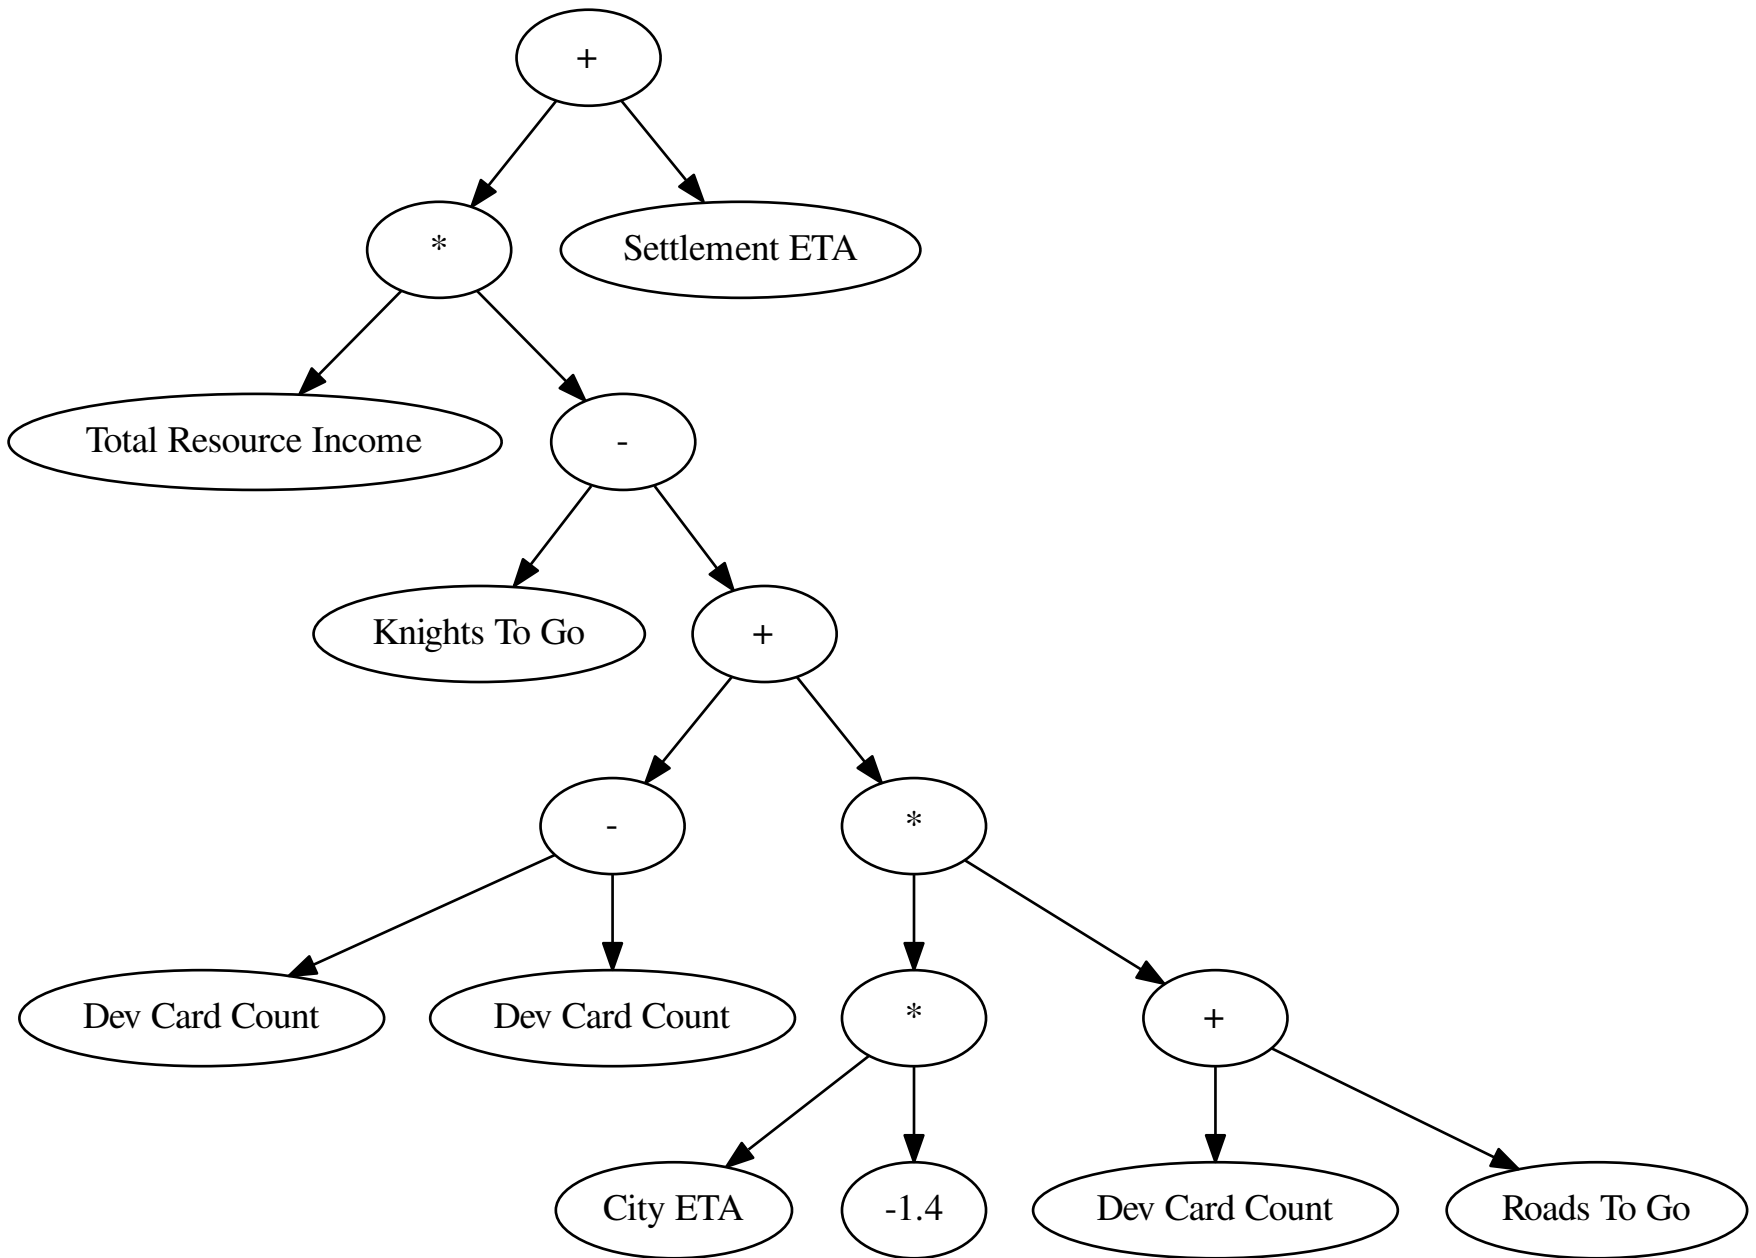 +
*
Settlement ETA
Total Resource Income
-
Knights To Go
+
-
*
Dev Card Count
Dev Card Count
*
+
City ETA
-1.4
Dev Card Count
Roads To Go